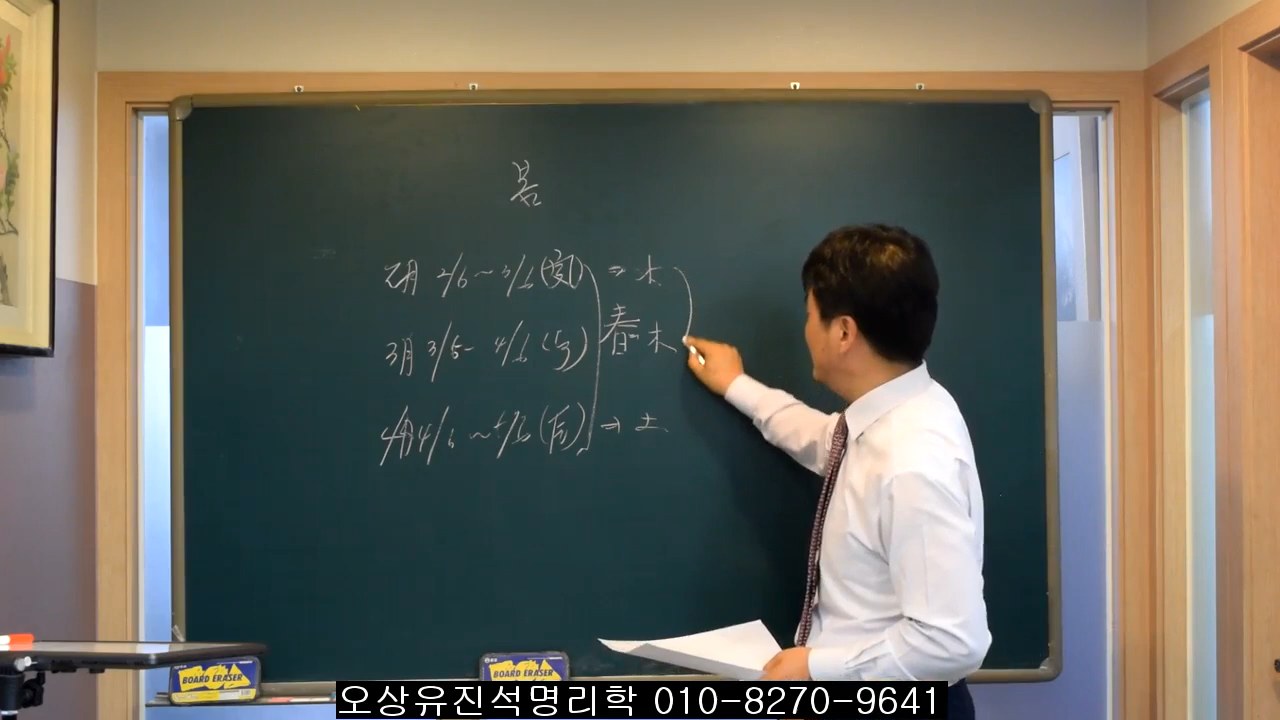 봄
2月 2/6 ~ 3/6 (寅) ⇒ 木
春 木
3月 3/5 - 4/6 (卯)
4月 4/6 ~ 5/6 (辰) ⇒ 土
BOARD ERASER
BOARD ERASER
오상유진석명리학 010-8270-9641